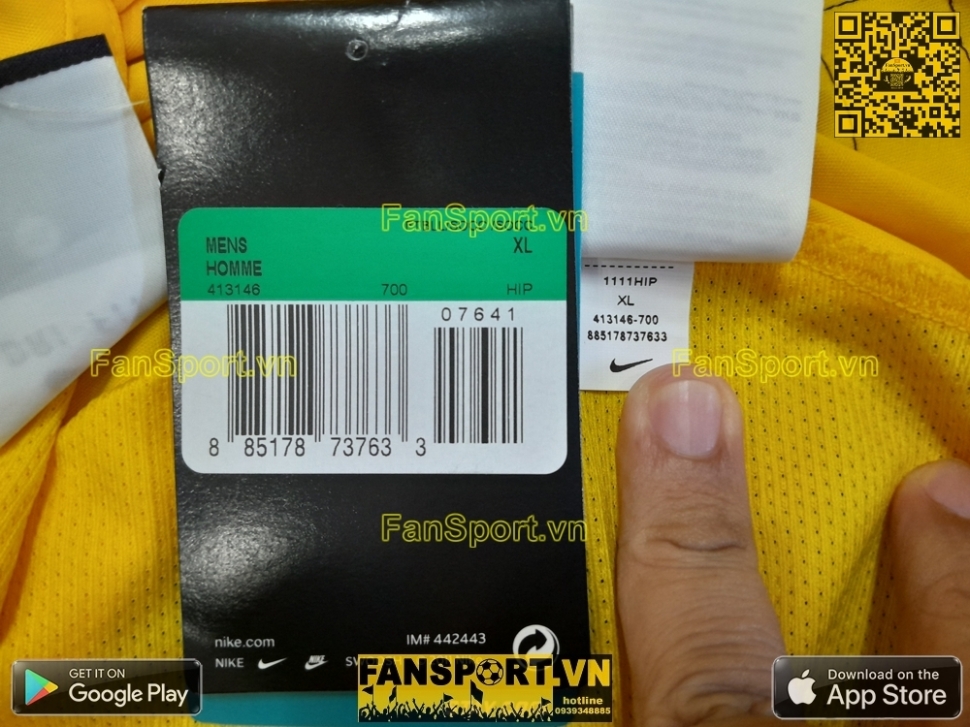 FanSport.vn
MENS
XL
HOMME
413146 700 HIP
07641
8 85178 73763 3
1111HIP
XL
413146-700
885178737633
FanSport.vn
FanSport.vn
FanSport.vn
nike.com
IM# 442443
NIKE
GET IT ON
Google Play
FANSPORT.VN
hotline
0939348885
Download on the
App Store